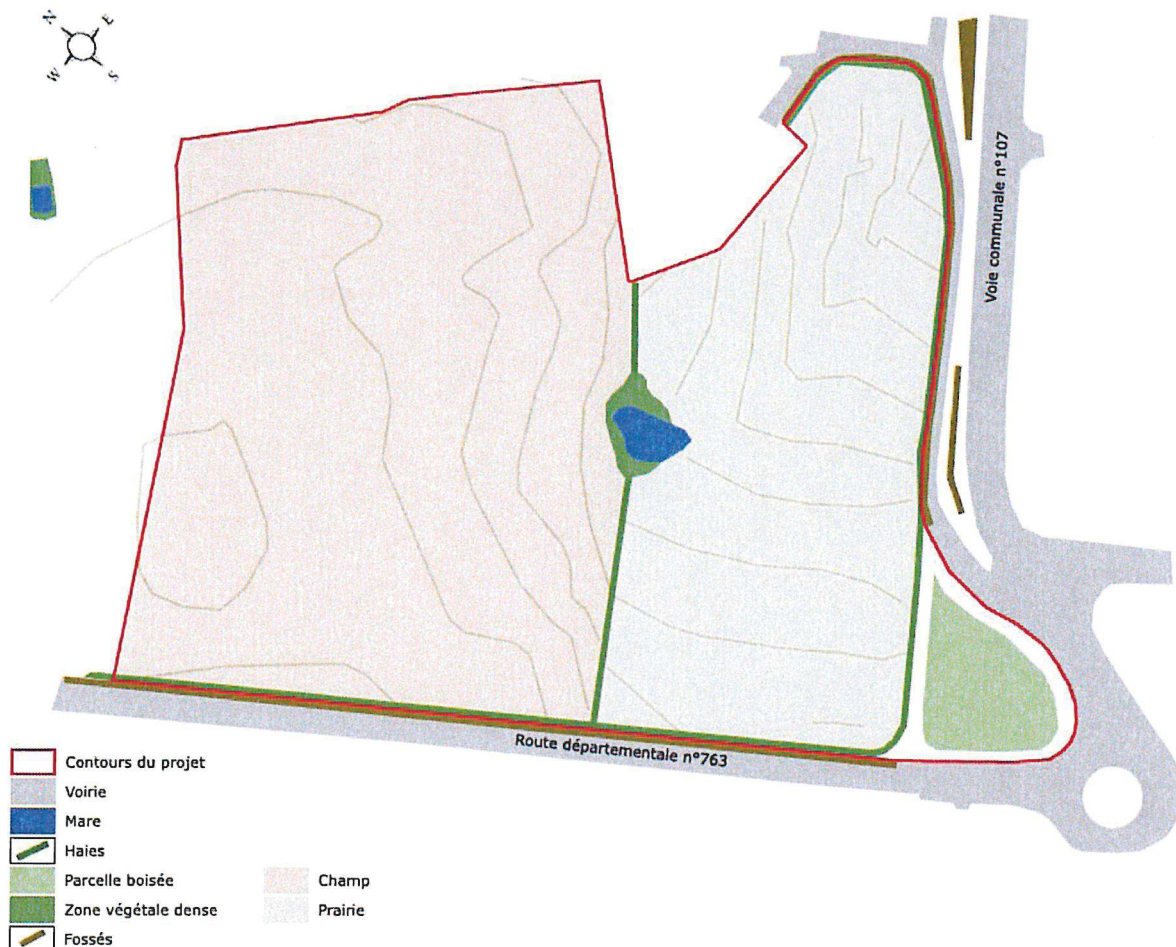 N E
W S
Voie communale n°107
Route départementale n°763
Contours du projet
Voirie
Mare
Haies
Parcelle boisée
Zone végétale dense
Fossés
Champ
Prairie